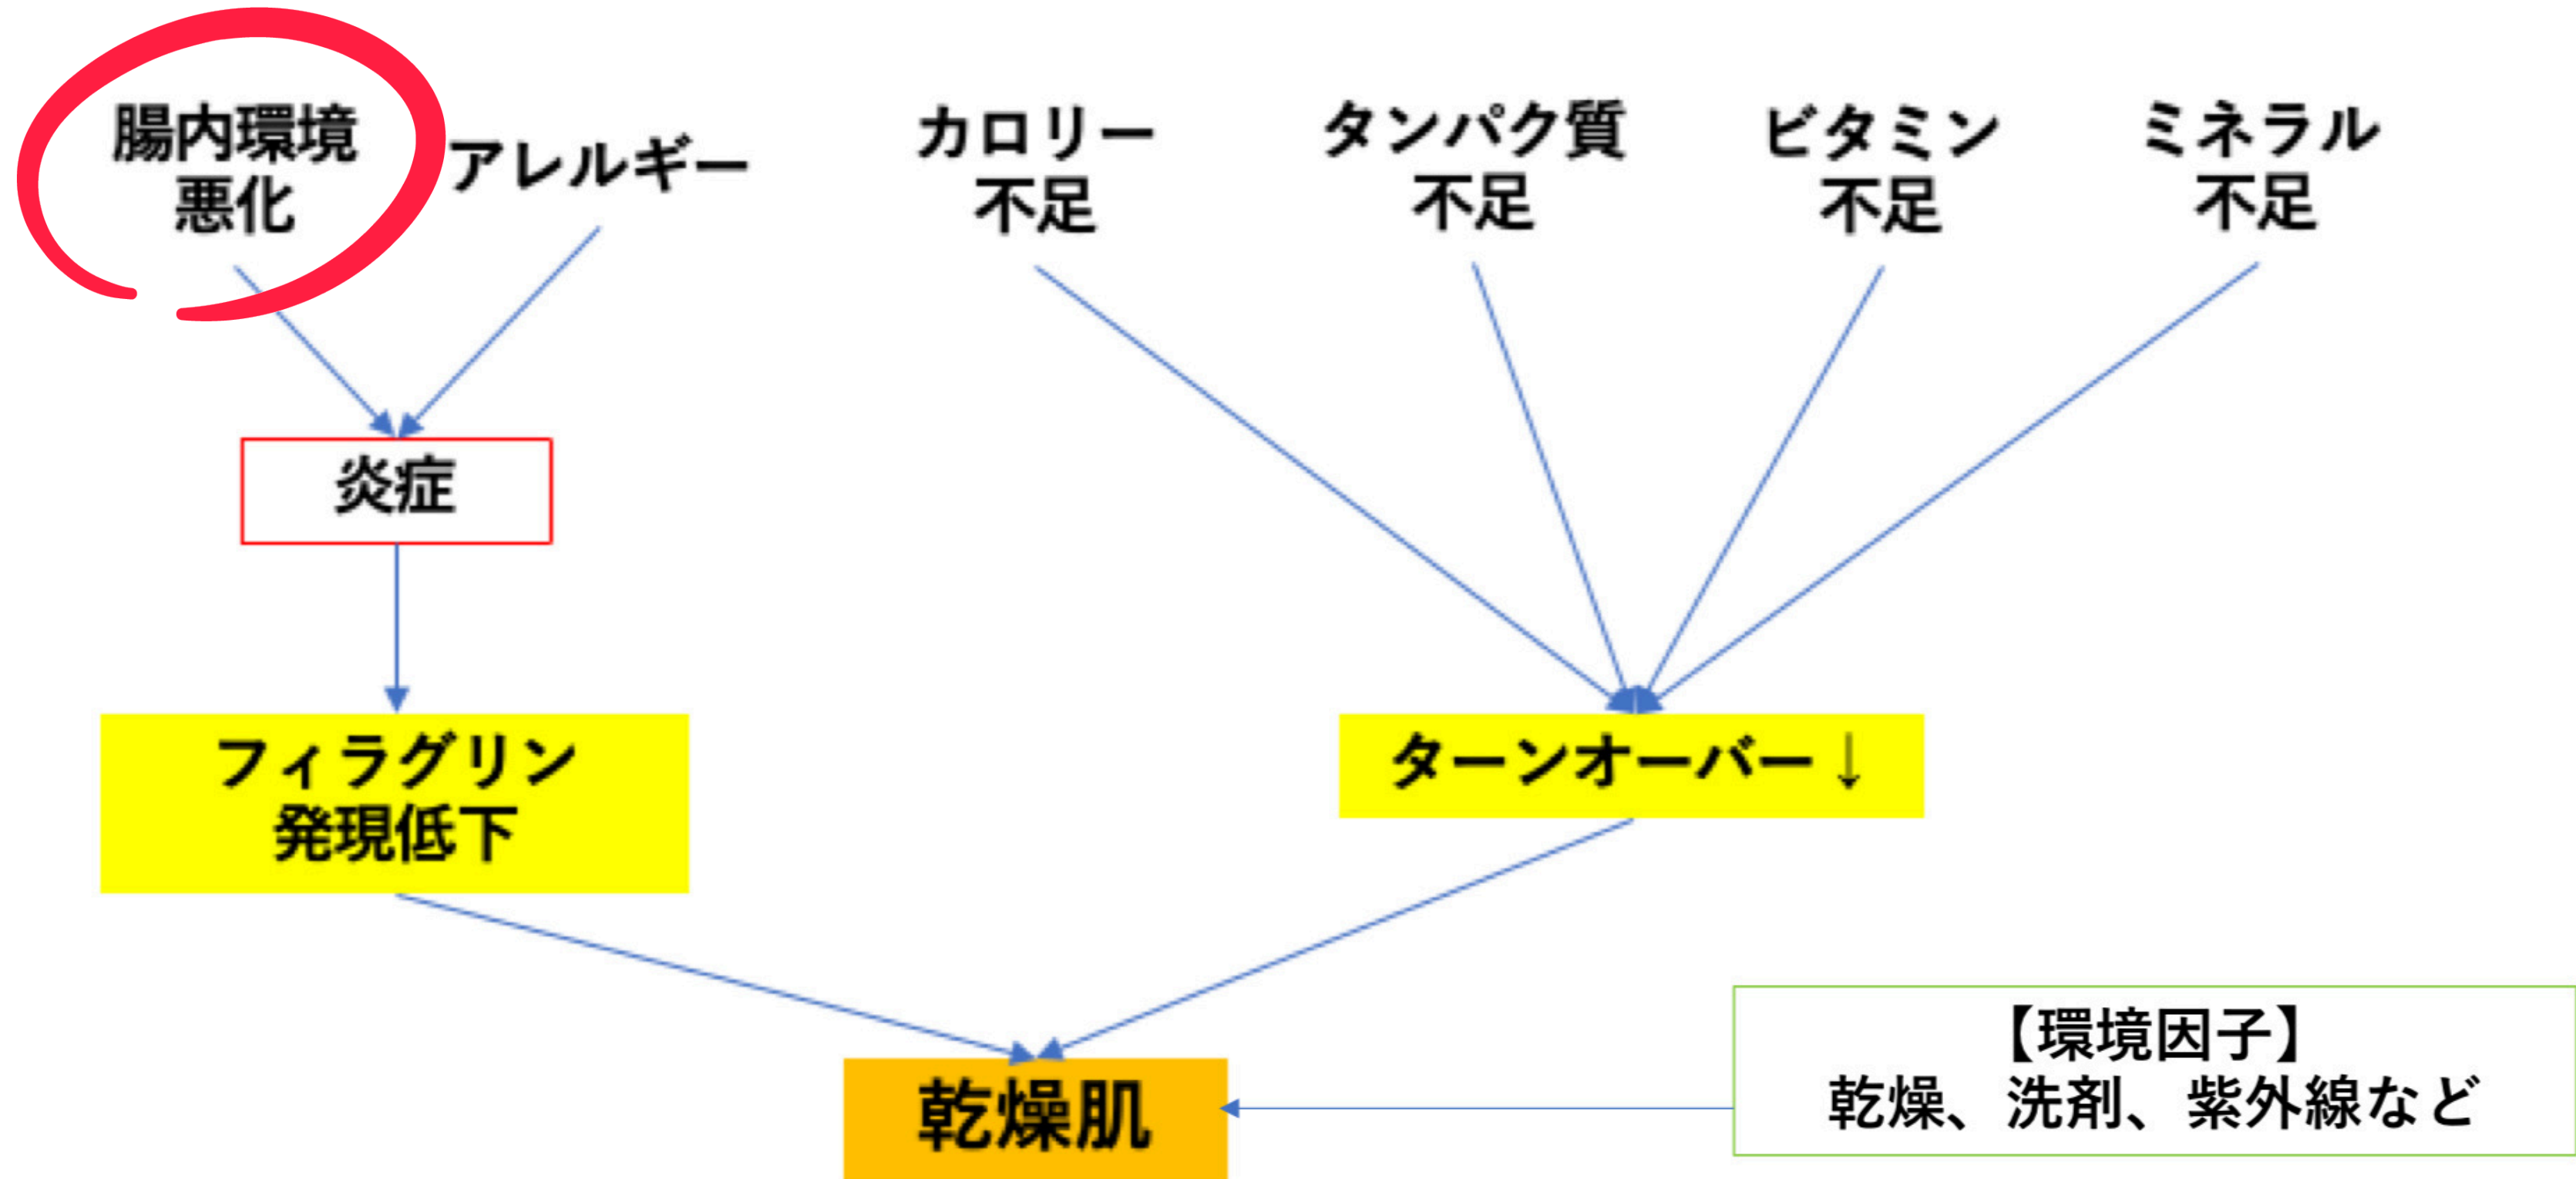 腸内環境
悪化
アレルギー
カロリー
不足
タンパク質
不足
ビタミン
不足
ミネラル
不足
炎症
フィラグリン
発現低下
ターンオーバー↓
乾燥肌
【環境因子】
乾燥、洗剤、紫外線など